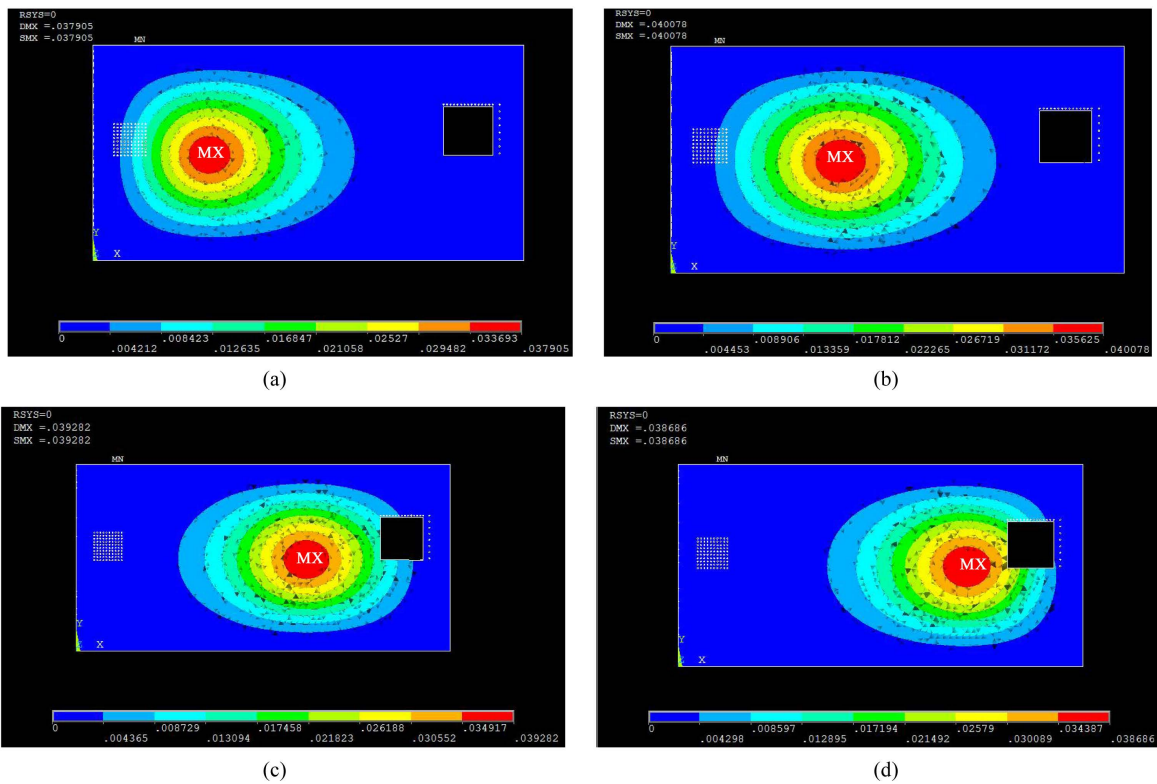 RSYS=0
DMX =.037905
SMX =.037905
MN
MX
Y
X
0 .008423 .016847 .02527 .033693
.004212 .012635 .021058 .029482 .037905
(a)
RSYS=0
DMX =.040078
SMX =.040078
MN
MX
Y
X
0 .008906 .017812 .026719 .035625
.004453 .013359 .022265 .031172 .040078
(b)
RSYS=0
DMX =.039282
SMX =.039282
MN
MX
Y
X
0 .008729 .017458 .026188 .034917
.004365 .013094 .021823 .030552 .039282
(c)
RSYS=0
DMX =.038686
SMX =.038686
MN
MX
Y
X
0 .008597 .017194 .02579 .034387
.004298 .012895 .021492 .030089 .038686
(d)